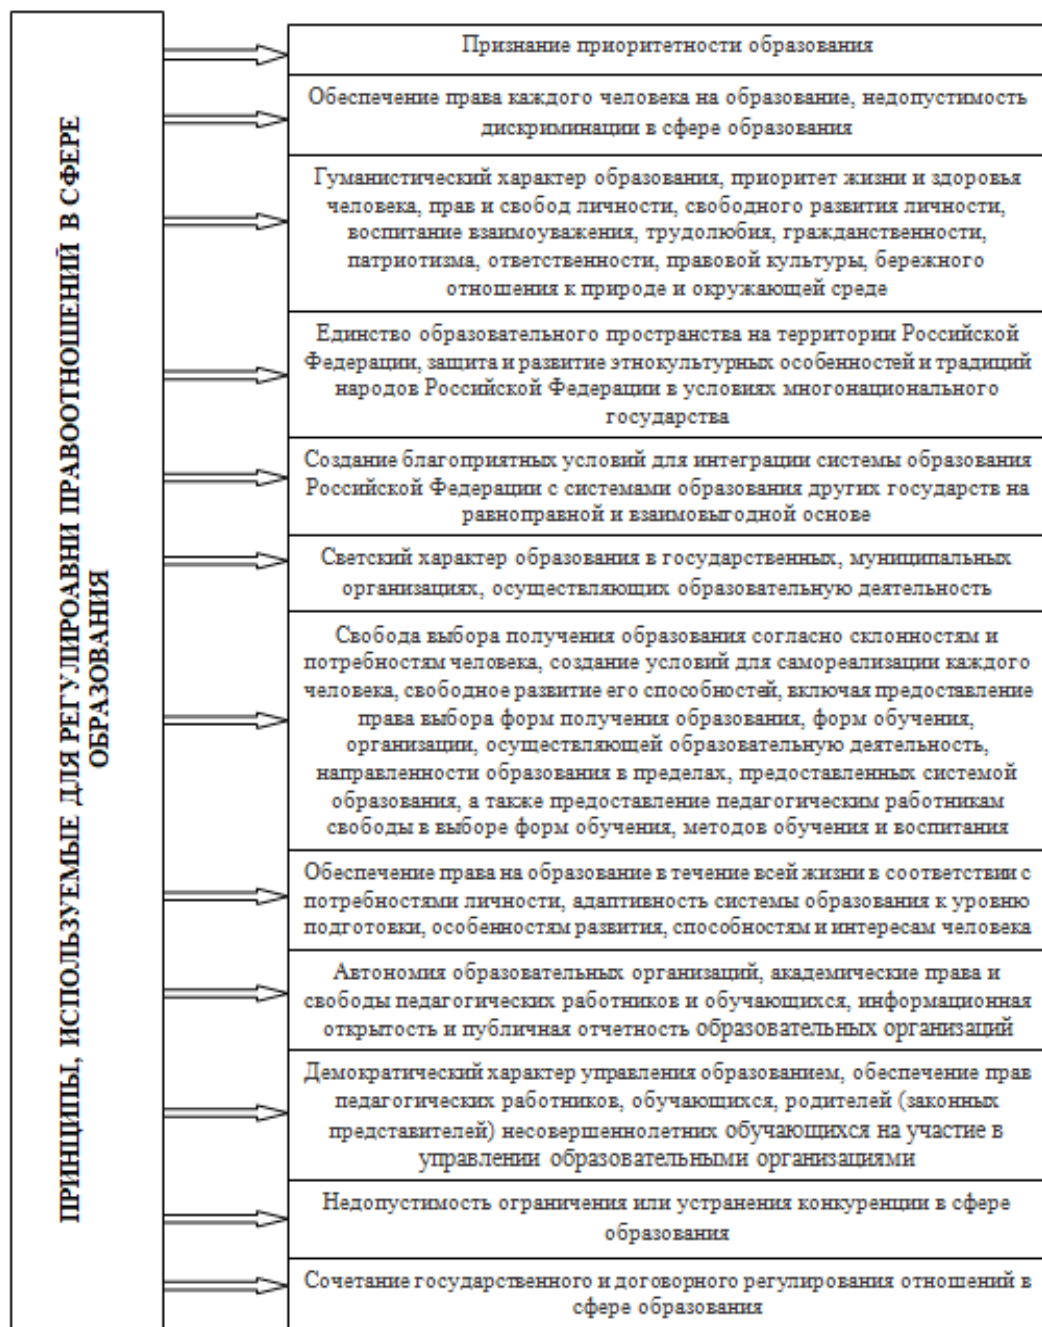 ПРИНЦИПЫ, ИСПОЛЬЗУЕМЫЕ ДЛЯ РЕГУЛИРОАВНИ ПРАВООТНОШЕНИЙ В СФЕРЕ
ОБРАЗОВАНИЯ
Признание приоритетности образования
Обеспечение права каждого человека на образование, недопустимость
дискриминации в сфере образования
Гуманистический характер образования, приоритет жизни и здоровья
человека, прав и свобод личности, свободного развития личности,
воспитание взаимоуважения, трудолюбия, гражданственности,
патриотизма, ответственности, правовой культуры, бережного
отношения к природе и окружающей среде
Единство образовательного пространства на территории Российской
Федерации, защита и развитие этнокультурных особенностей и традиций
народов Российской Федерации в условиях многонационального
государства
Создание благоприятных условий для интеграции системы образования
Российской Федерации с системами образования других государств на
равноправной и взаимовыгодной основе
Светский характер образования в государственных, муниципальных
организациях, осуществляющих образовательную деятельность
Свобода выбора получения образования согласно склонностям и
потребностям человека, создание условий для самореализации каждого
человека, свободное развитие его способностей, включая предоставление
права выбора форм получения образования, форм обучения,
организации, осуществляющей образовательную деятельность,
направленности образования в пределах, предоставленных системой
образования, а также предоставление педагогическим работникам
свободы в выборе форм обучения, методов обучения и воспитания
Обеспечение права на образование в течение всей жизни в соответствии с
потребностями личности, адаптивность системы образования к уровню
подготовки, особенностям развития, способностям и интересам человека
Автономия образовательных организаций, академические права и
свободы педагогических работников и обучающихся, информационная
открытость и публичная отчетность образовательных организаций
Демократический характер управления образованием, обеспечение прав
педагогических работников, обучающихся, родителей (законных
представителей) несовершеннолетних обучающихся на участие в
управлении образовательными организациями
Недопустимость ограничения или устранения конкуренции в сфере
образования
Сочетание государственного и договорного регулирования отношений в
сфере образования